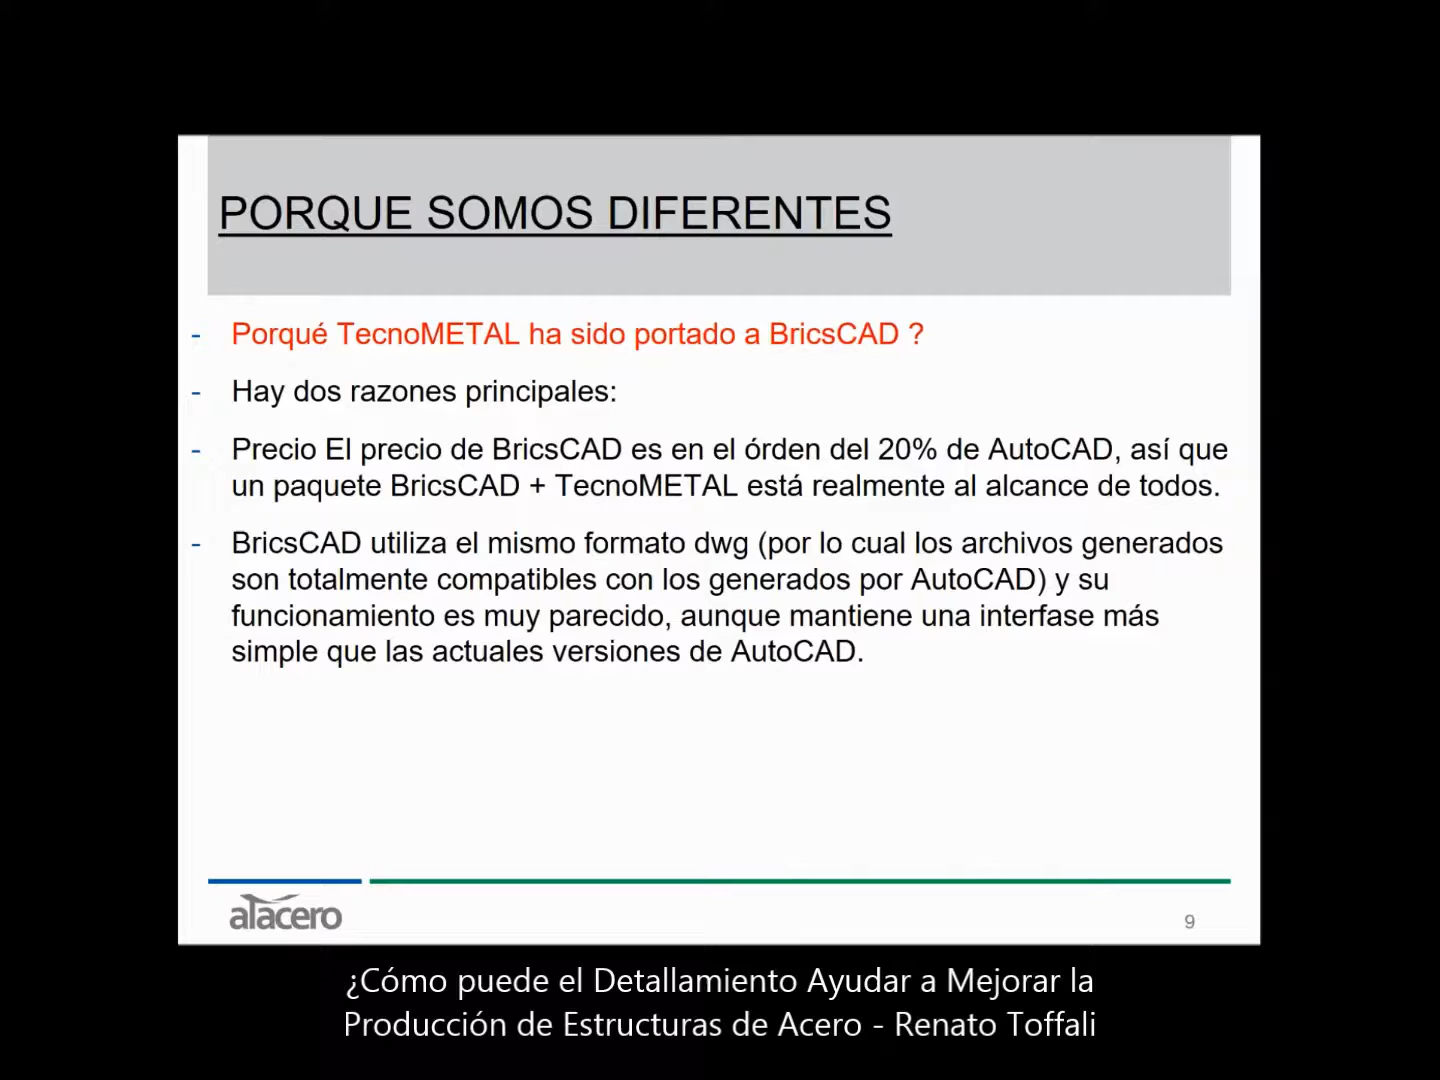 PORQUE SOMOS DIFERENTES
- Porqué TecnoMETAL ha sido portado a BricsCAD ?
- Hay dos razones principales:
- Precio El precio de BricsCAD es en el órden del 20% de AutoCAD, así que
un paquete BricsCAD + TecnoMETAL está realmente al alcance de todos.
- BricsCAD utiliza el mismo formato dwg (por lo cual los archivos generados
son totalmente compatibles con los generados por AutoCAD) y su
funcionamiento es muy parecido, aunque mantiene una interfase más
simple que las actuales versiones de AutoCAD.
alacero
9
¿Cómo puede el Detallamiento Ayudar a Mejorar la
Producción de Estructuras de Acero - Renato Toffali